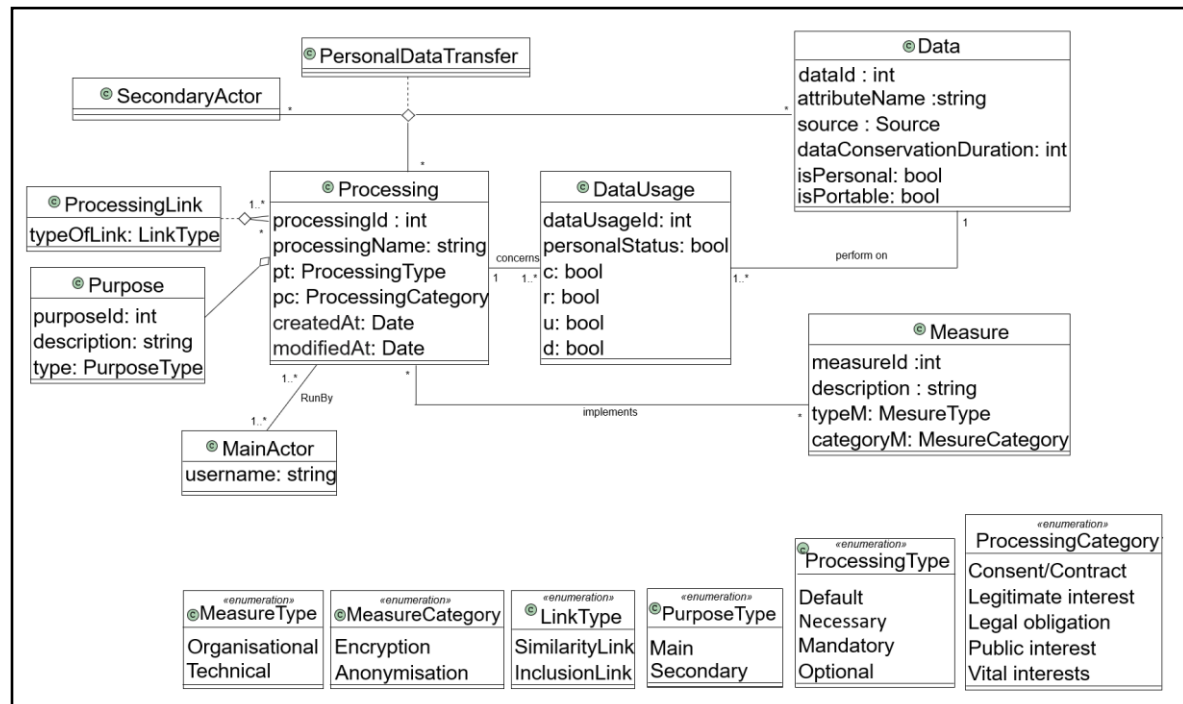 PersonalDataTransfer
SecondaryActor
*
*
*
Data
dataId : int
attributeName :string
source : Source
dataConservationDuration: int
isPersonal: bool
isPortable: bool
ProcessingLink
typeOfLink: LinkType
1..*
*
Processing
processingId : int
processingName: string
pt: ProcessingType
pc: ProcessingCategory
createdAt: Date
modifiedAt: Date
concerns
1
1..*
DataUsage
dataUsageId: int
personalStatus: bool
c: bool
r: bool
u: bool
d: bool
1
perform on
1..*
Purpose
purposeId: int
description: string
type: PurposeType
1..*
RunBy
1..*
MainActor
username: string
*
implements
*
Measure
measureId :int
description : string
typeM: MesureType
categoryM: MesureCategory
«enumeration»
MeasureType
Organisational
Technical
«enumeration»
MeasureCategory
Encryption
Anonymisation
«enumeration»
LinkType
SimilarityLink
InclusionLink
«enumeration»
PurposeType
Main
Secondary
«enumeration»
ProcessingType
Default
Necessary
Mandatory
Optional
«enumeration»
ProcessingCategory
Consent/Contract
Legitimate interest
Legal obligation
Public interest
Vital interests